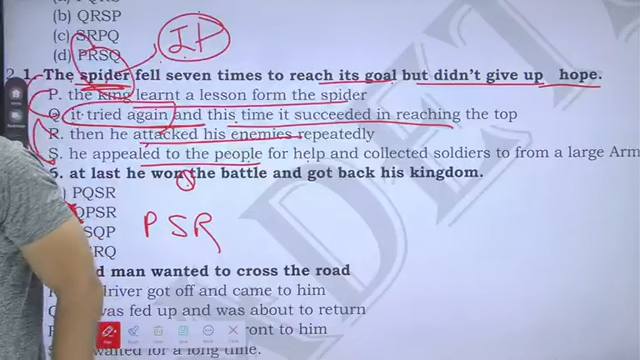 (b) QRSP
(c) SRPQ
(d) PRSQ
It
1. The spider fell seven times to reach its goal but didn't give up hope.
P. the king learnt a lesson form the spider
Q. it tried again and this time it succeeded in reaching the top
R. then he attacked his enemies repeatedly
S. he appealed to the people for help and collected soldiers to from a large Arm
6. at last he won the battle and got back his kingdom.
) PQSR
QPSR
SQP
RQ
PSR
d man wanted to cross the road
driver got off and came to him
was fed up and was about to return
ront to him
waited for a long time.